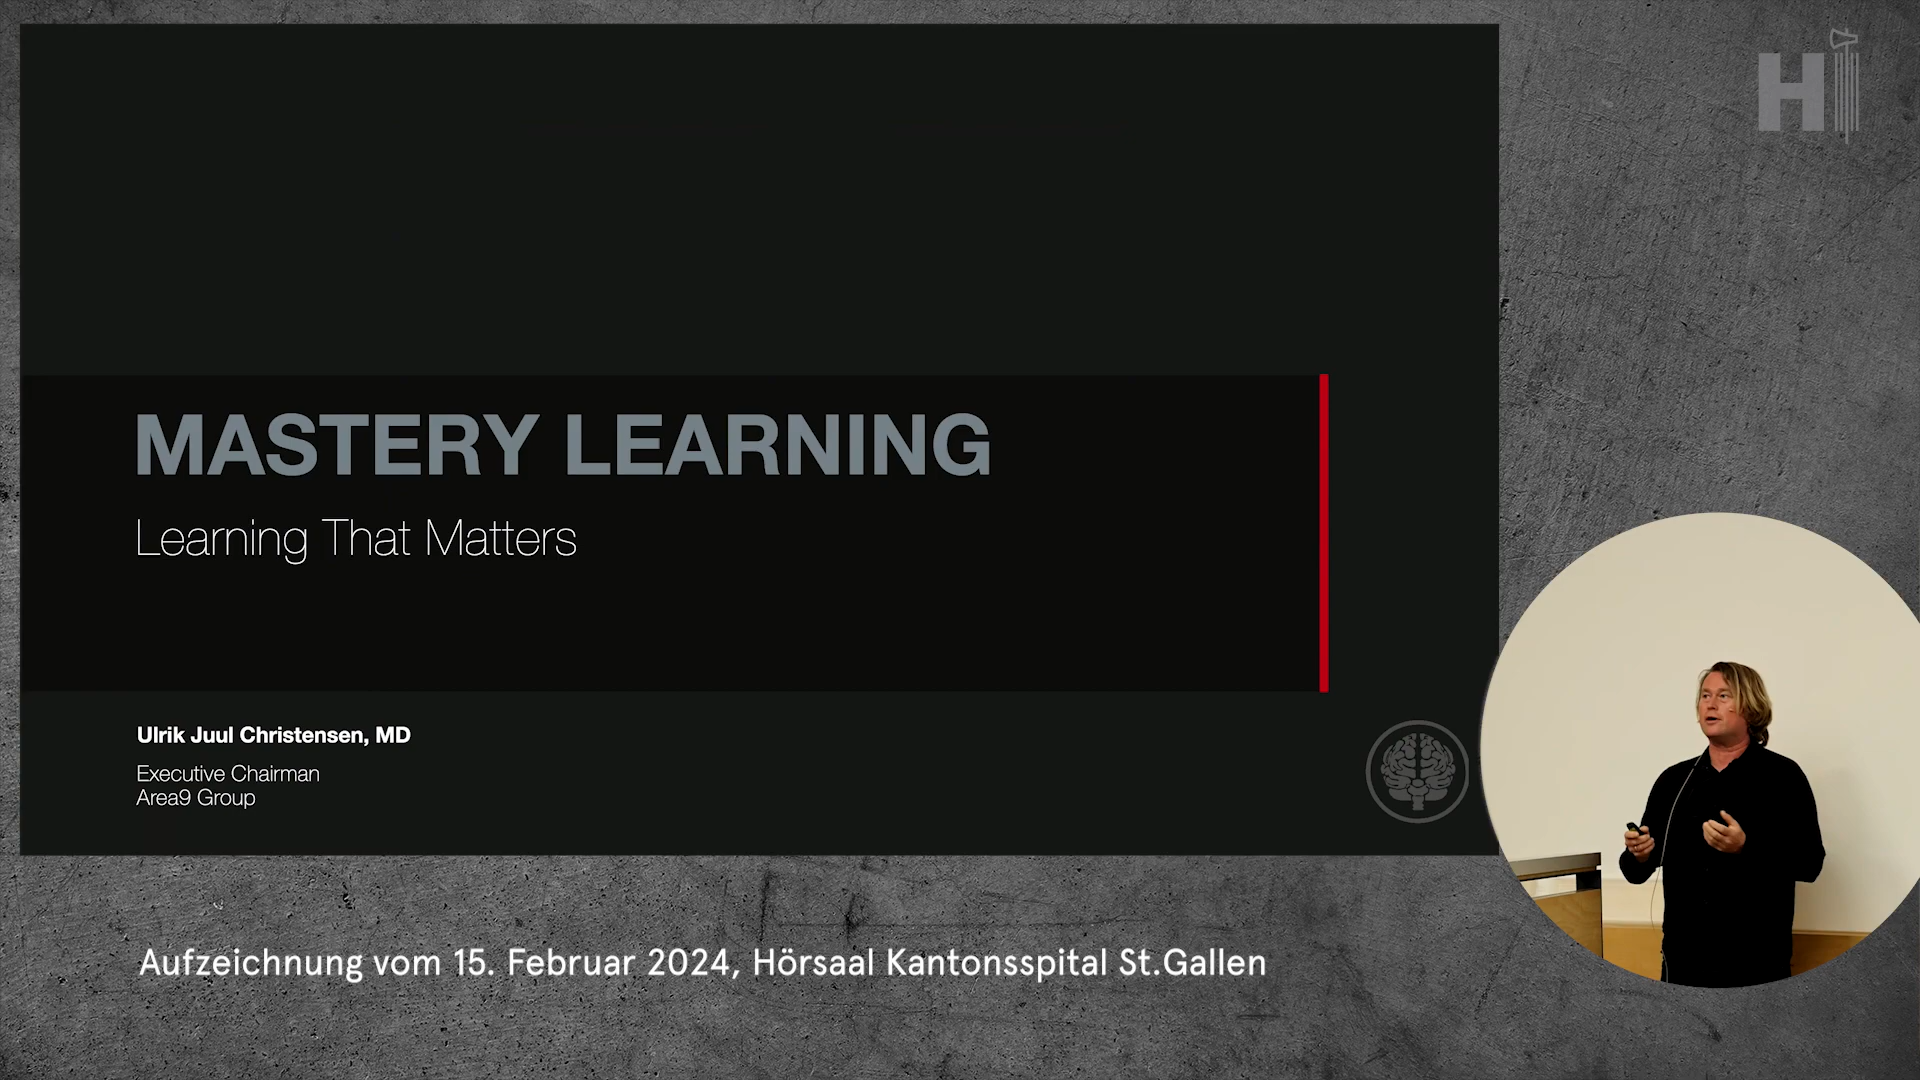 H
MASTERY LEARNING
Learning That Matters
Ulrik Juul Christensen, MD
Executive Chairman
Area9 Group
Aufzeichnung vom 15. Februar 2024, Hörsaal Kantonsspital St.Gallen